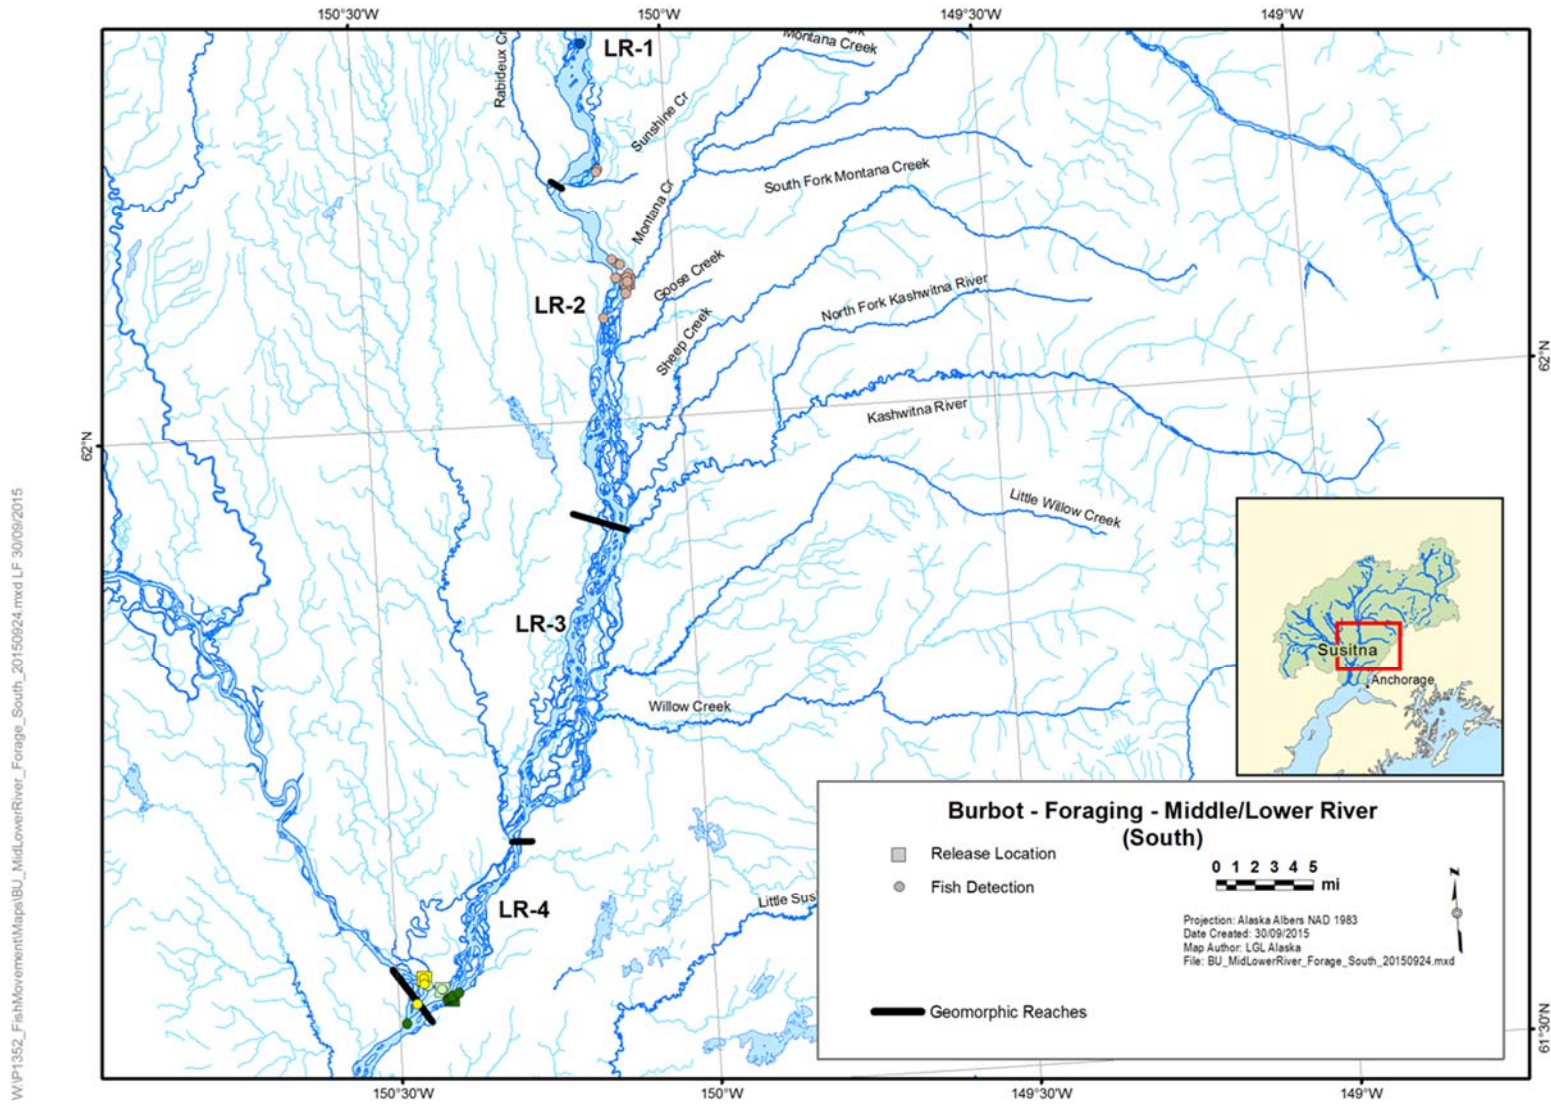 150°30'W
150°W
149°30'W
149°W
LR-1
Montana Creek
Rabideux Cr
Sunshine Cr
South Fork Montana Creek
Montana Cr
Goose Creek
LR-2
North Fork Kashwitna River
Sheep Creek
62°N
Kashwitna River
62°N
Little Willow Creek
LR-3
Susitna
Anchorage
Willow Creek
Burbot - Foraging - Middle/Lower River
(South)
Release Location
Fish Detection
0 1 2 3 4 5
mi
N
Projection: Alaska Albers NAD 1983
Date Created: 30/09/2015
Map Author: LGL Alaska
File: BU_MidLowerRiver_Forage_South_20150924.mxd
Geomorphic Reaches
Little Sus
LR-4
61°30'N
150°30'W
150°W
149°30'W
149°W
W:\P1352_FishMovement\Maps\BU_MidLowerRiver_Forage_South_20150924.mxd LF 30/09/2015